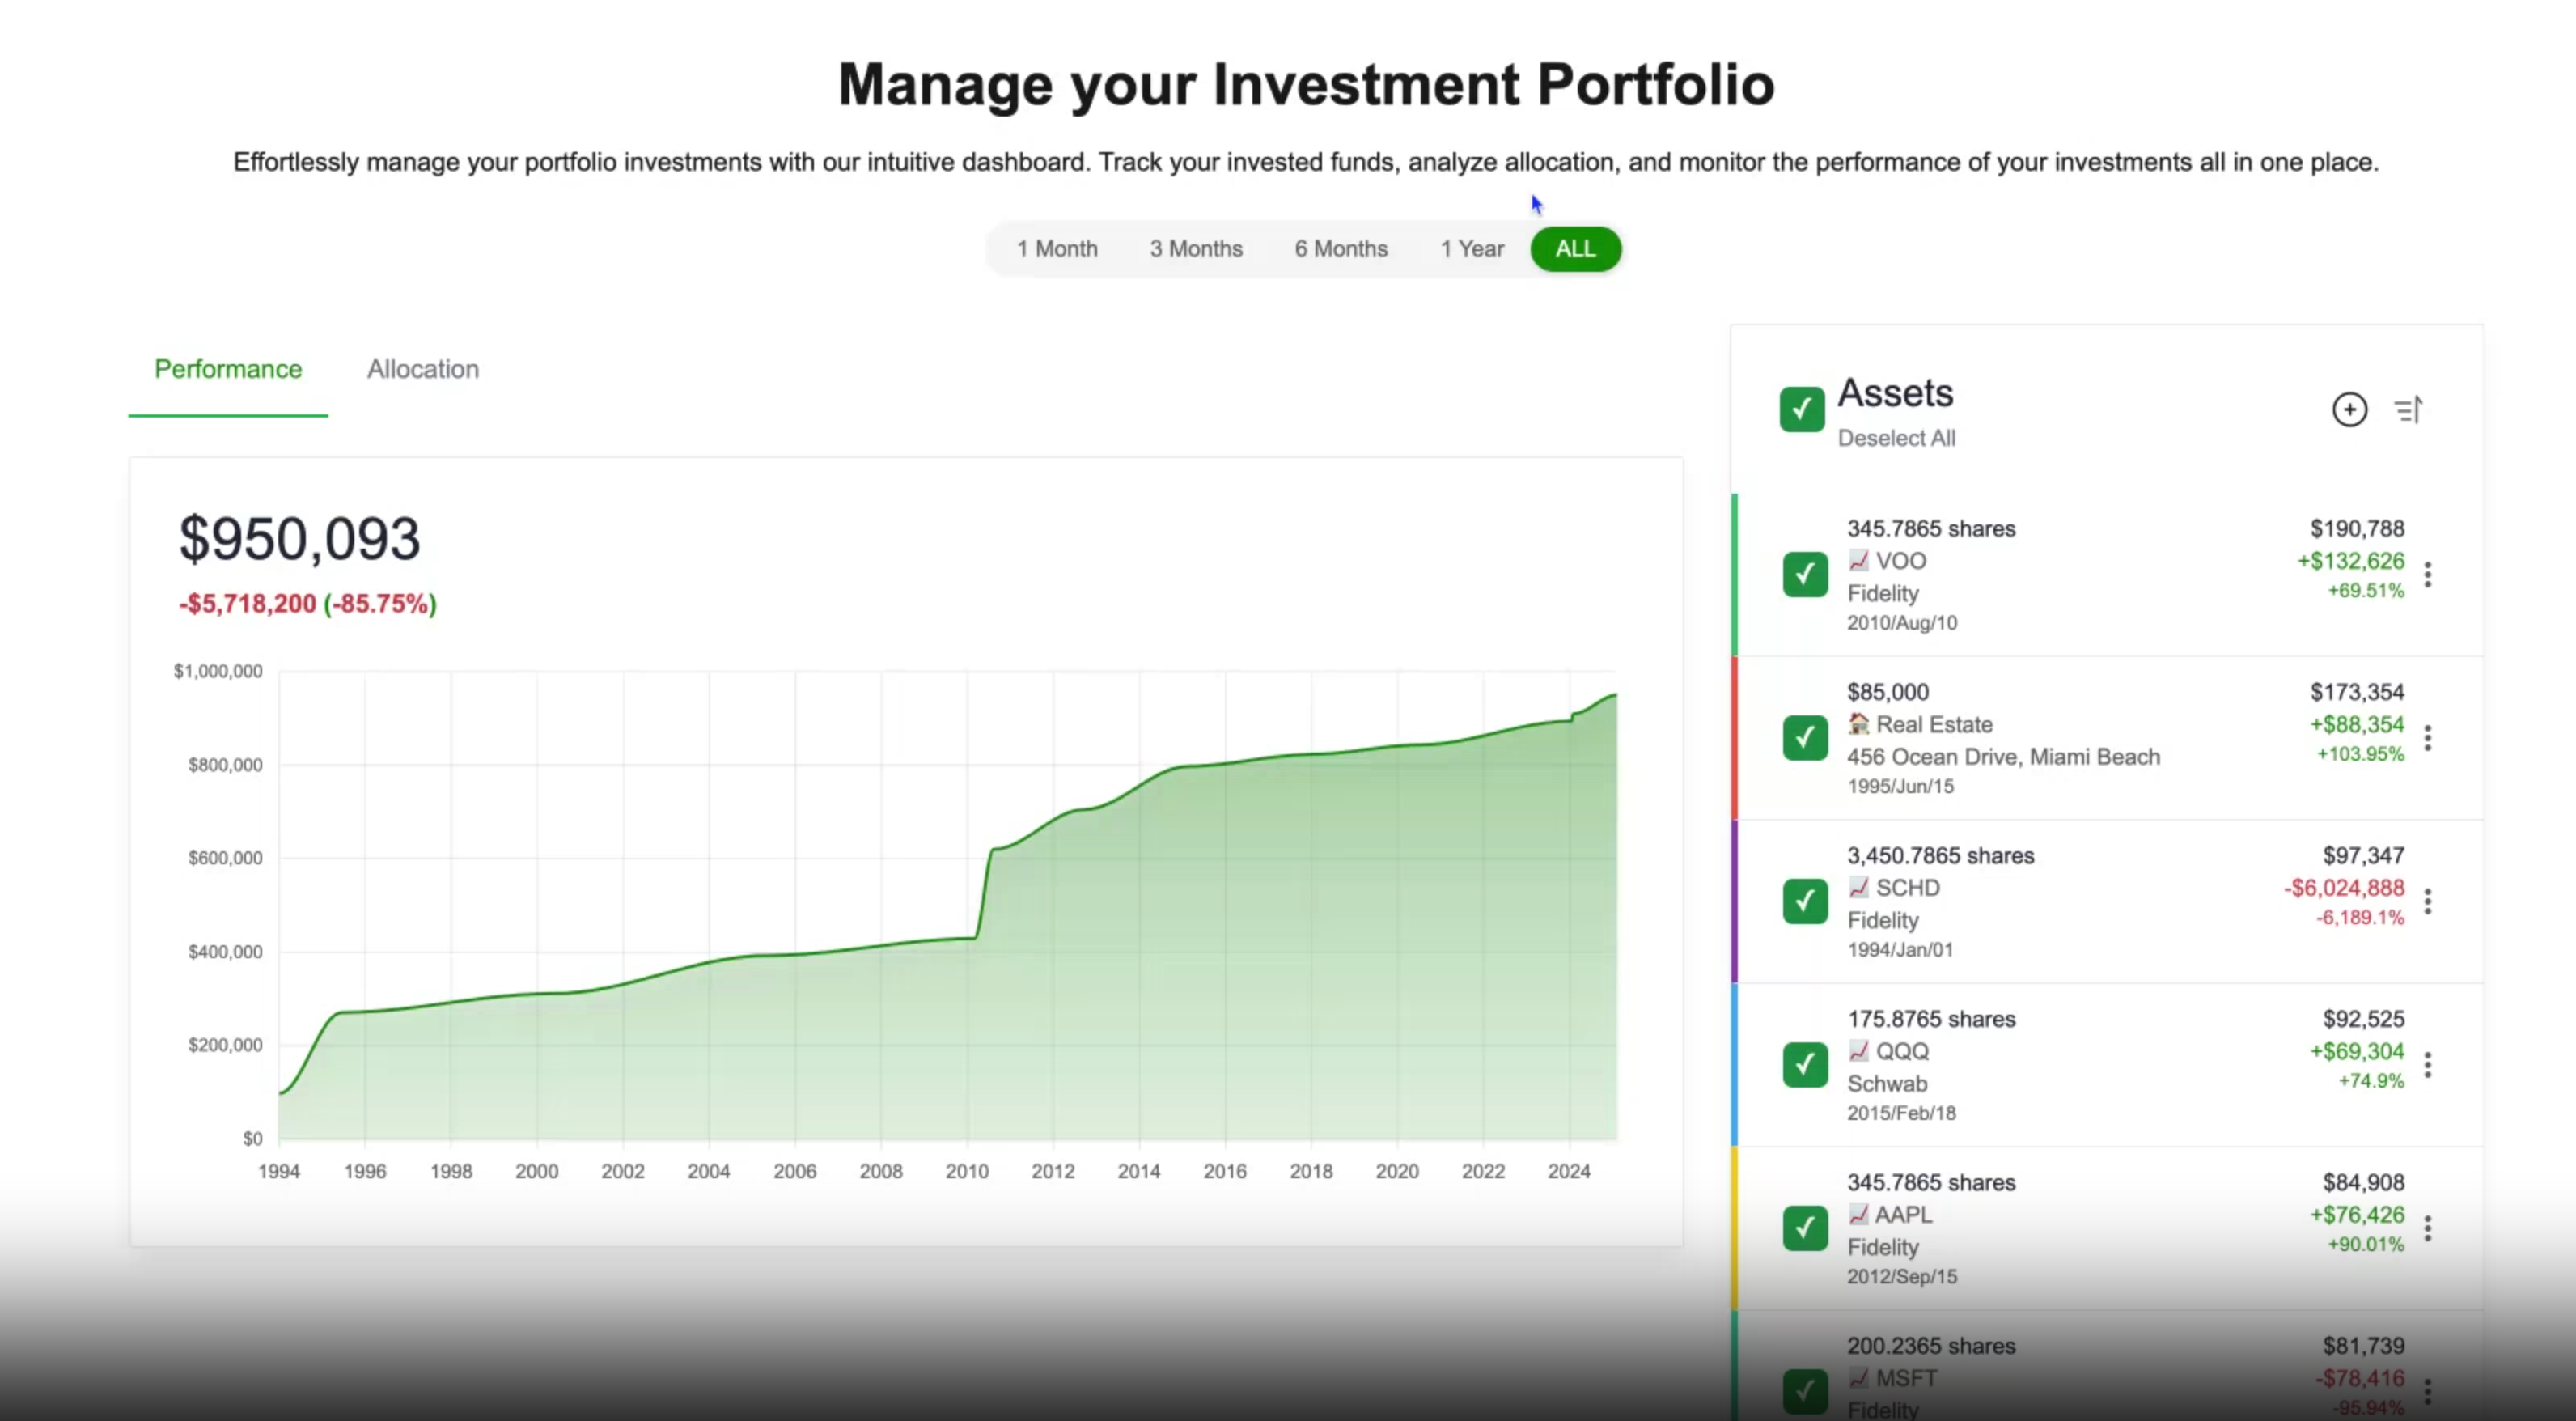 Manage your Investment Portfolio
Effortlessly manage your portfolio investments with our intuitive dashboard. Track your invested funds, analyze allocation, and monitor the performance of your investments all in one place.
1 Month 3 Months 6 Months 1 Year ALL
Performance Allocation
$950,093
-$5,718,200 (-85.75%)
$1,000,000
$800,000
$600,000
$400,000
$200,000
$0
1994 1996 1998 2000 2002 2004 2006 2008 2010 2012 2014 2016 2018 2020 2022 2024
Assets
Deselect All
345.7865 shares $190,788
VOO +$132,626
Fidelity +69.51%
2010/Aug/10
$85,000 $173,354
Real Estate +$88,354
456 Ocean Drive, Miami Beach +103.95%
1995/Jun/15
3,450.7865 shares $97,347
SCHD -$6,024,888
Fidelity -6,189.1%
1994/Jan/01
175.8765 shares $92,525
QQQ +$69,304
Schwab +74.9%
2015/Feb/18
345.7865 shares $84,908
AAPL +$76,426
Fidelity +90.01%
2012/Sep/15
200.2365 shares $81,739
MSFT -$78,416
Fidelity -95.94%